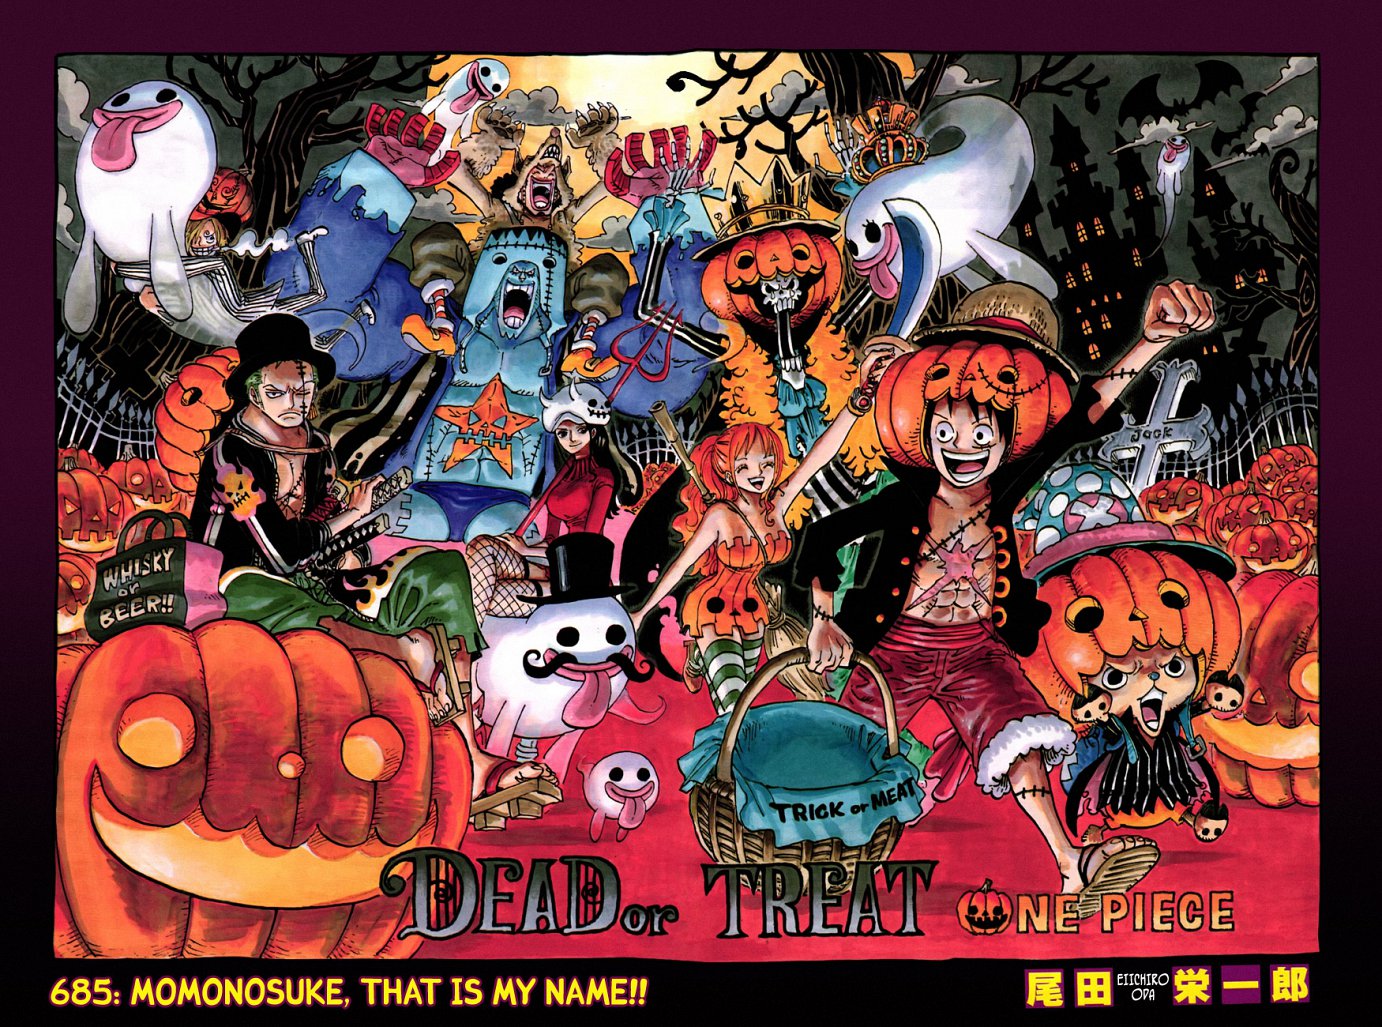 Jack
WHISKY
or
BEER!!
TRICK or MEAT
DEAD or TREAT
ONE PIECE
685: MOMONOSUKE, THAT IS MY NAME!!
尾田 EIICHIRO ODA 栄一郎